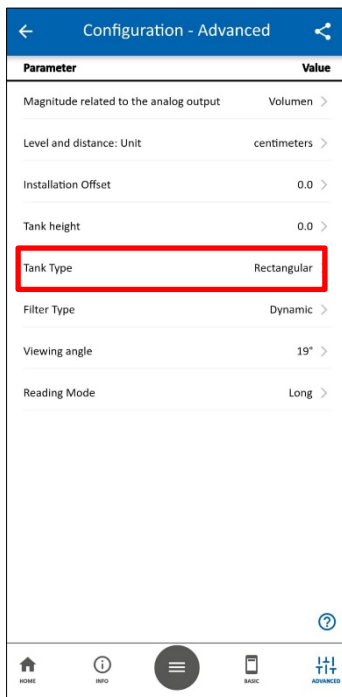 Configuration - Advanced
Parameter Value
Magnitude related to the analog output Volumen
Level and distance: Unit centimeters
Installation Offset 0.0
Tank height 0.0
Tank Type Rectangular
Filter Type Dynamic
Viewing angle 19"
Reading Mode Long
HOME INFO BASIC ADVANCED